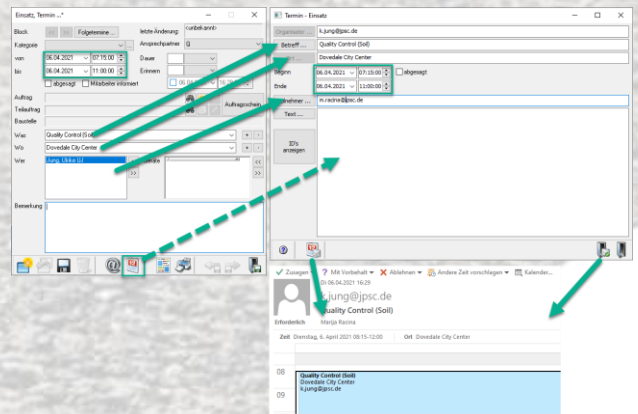 Einsatz, Termin ...*
Block
Folgetermine ...
letzte Änderung:
<unbekannt>
Kategorie
Ansprechpartner
von
06.04.2021
07:15:00
Dauer
bis
06.04.2021
11:00:00
Erinnern
abgesagt
Mitarbeiter informiert
Auftrag
Teilauftrag
Auftragsschein
Baustelle
Was
Quality Control (Soil)
Wo
Dovedale City Center
Wer
Jung, Ulrike (U)
Bemerkung
Termin - Einsatz
Organisator ...
k.jung@jpsc.de
Betreff ...
Quality Control (Soil)
Dovedale City Center
Beginn
06.04.2021
07:15:00
abgesagt
Ende
06.04.2021
11:00:00
m.racina@jpsc.de
Text ...
ID's
anzeigen
Zusagen
? Mit Vorbehalt
Ablehnen
Andere Zeit vorschlagen
Kalender...
Di 06.04.2021 16:29
k.jung@jpsc.de
Quality Control (Soil)
Erforderlich
Marija Racina
Zeit Dienstag, 6. April 2021 08:15-12:00
Ort Dovedale City Center
08
Quality Control (Soil)
Dovedale City Center
k.jung@jpsc.de
09